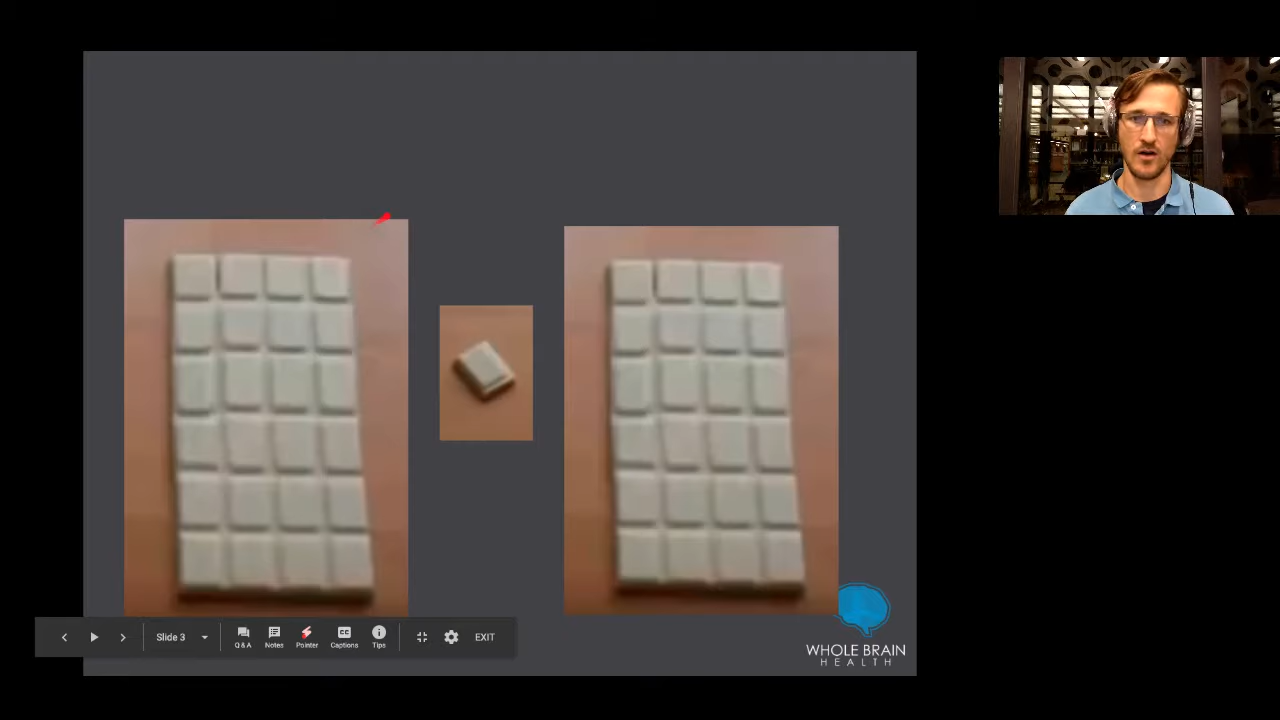 Slide 3
Q&A
Notes
Pointer
Captions
Tips
EXIT
WHOLE BRAIN
HEALTH